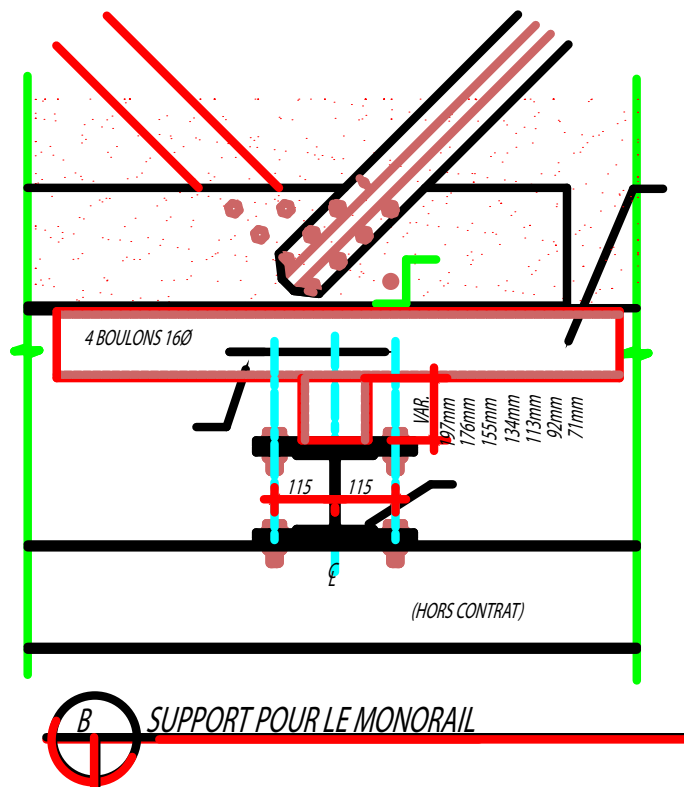 4 BOULONS 16Ø
VAR.
197mm
176mm
155mm
134mm
113mm
92mm
71mm
115
115
℄
(HORS CONTRAT)
B
SUPPORT POUR LE MONORAIL